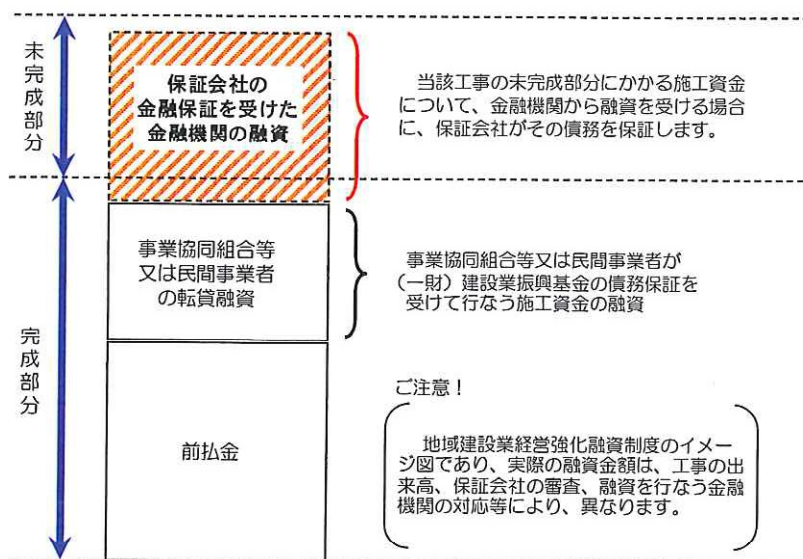 未完成部分
保証会社の
金融保証を受けた
金融機関の融資
当該工事の未完成部分にかかる施工資金
について、金融機関から融資を受ける場合
に、保証会社がその債務を保証します。
完成部分
事業協同組合等
又は民間事業者
の転貸融資
事業協同組合等又は民間事業者が
(一財)建設業振興基金の債務保証を
受けて行なう施工資金の融資
前払金
ご注意!
地域建設業経営強化融資制度のイメー
ジ図であり、実際の融資金額は、工事の出
来高、保証会社の審査、融資を行なう金融
機関の対応等により、異なります。